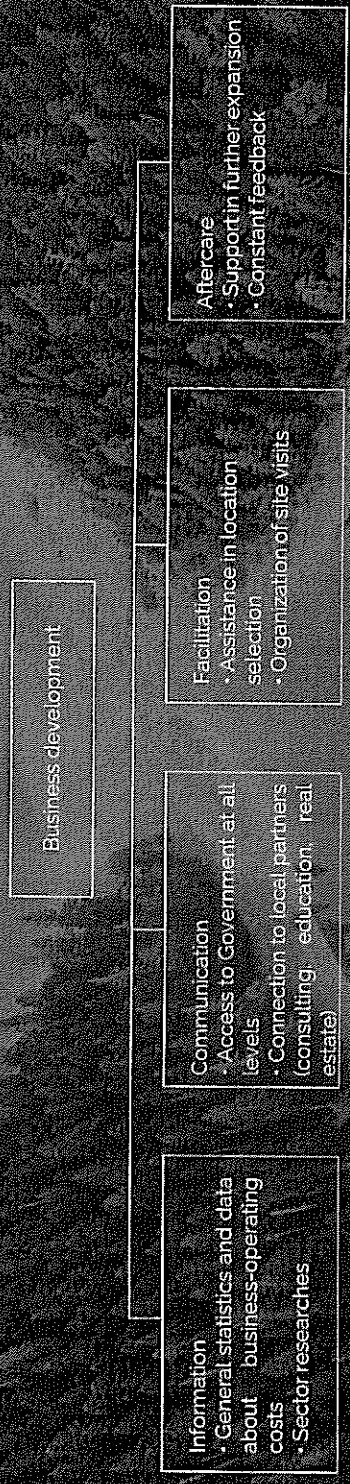 Business development
Information
• General statistics and data
about business-operating
costs
• Sector researches
Communication
• Access to Government at all
levels
• Connection to local partners
(consulting education, real
estate)
Facilitation
• Assistance in location
selection
• Organization of site visits
Aftercare
• Support in further expansion
• Constant feedback